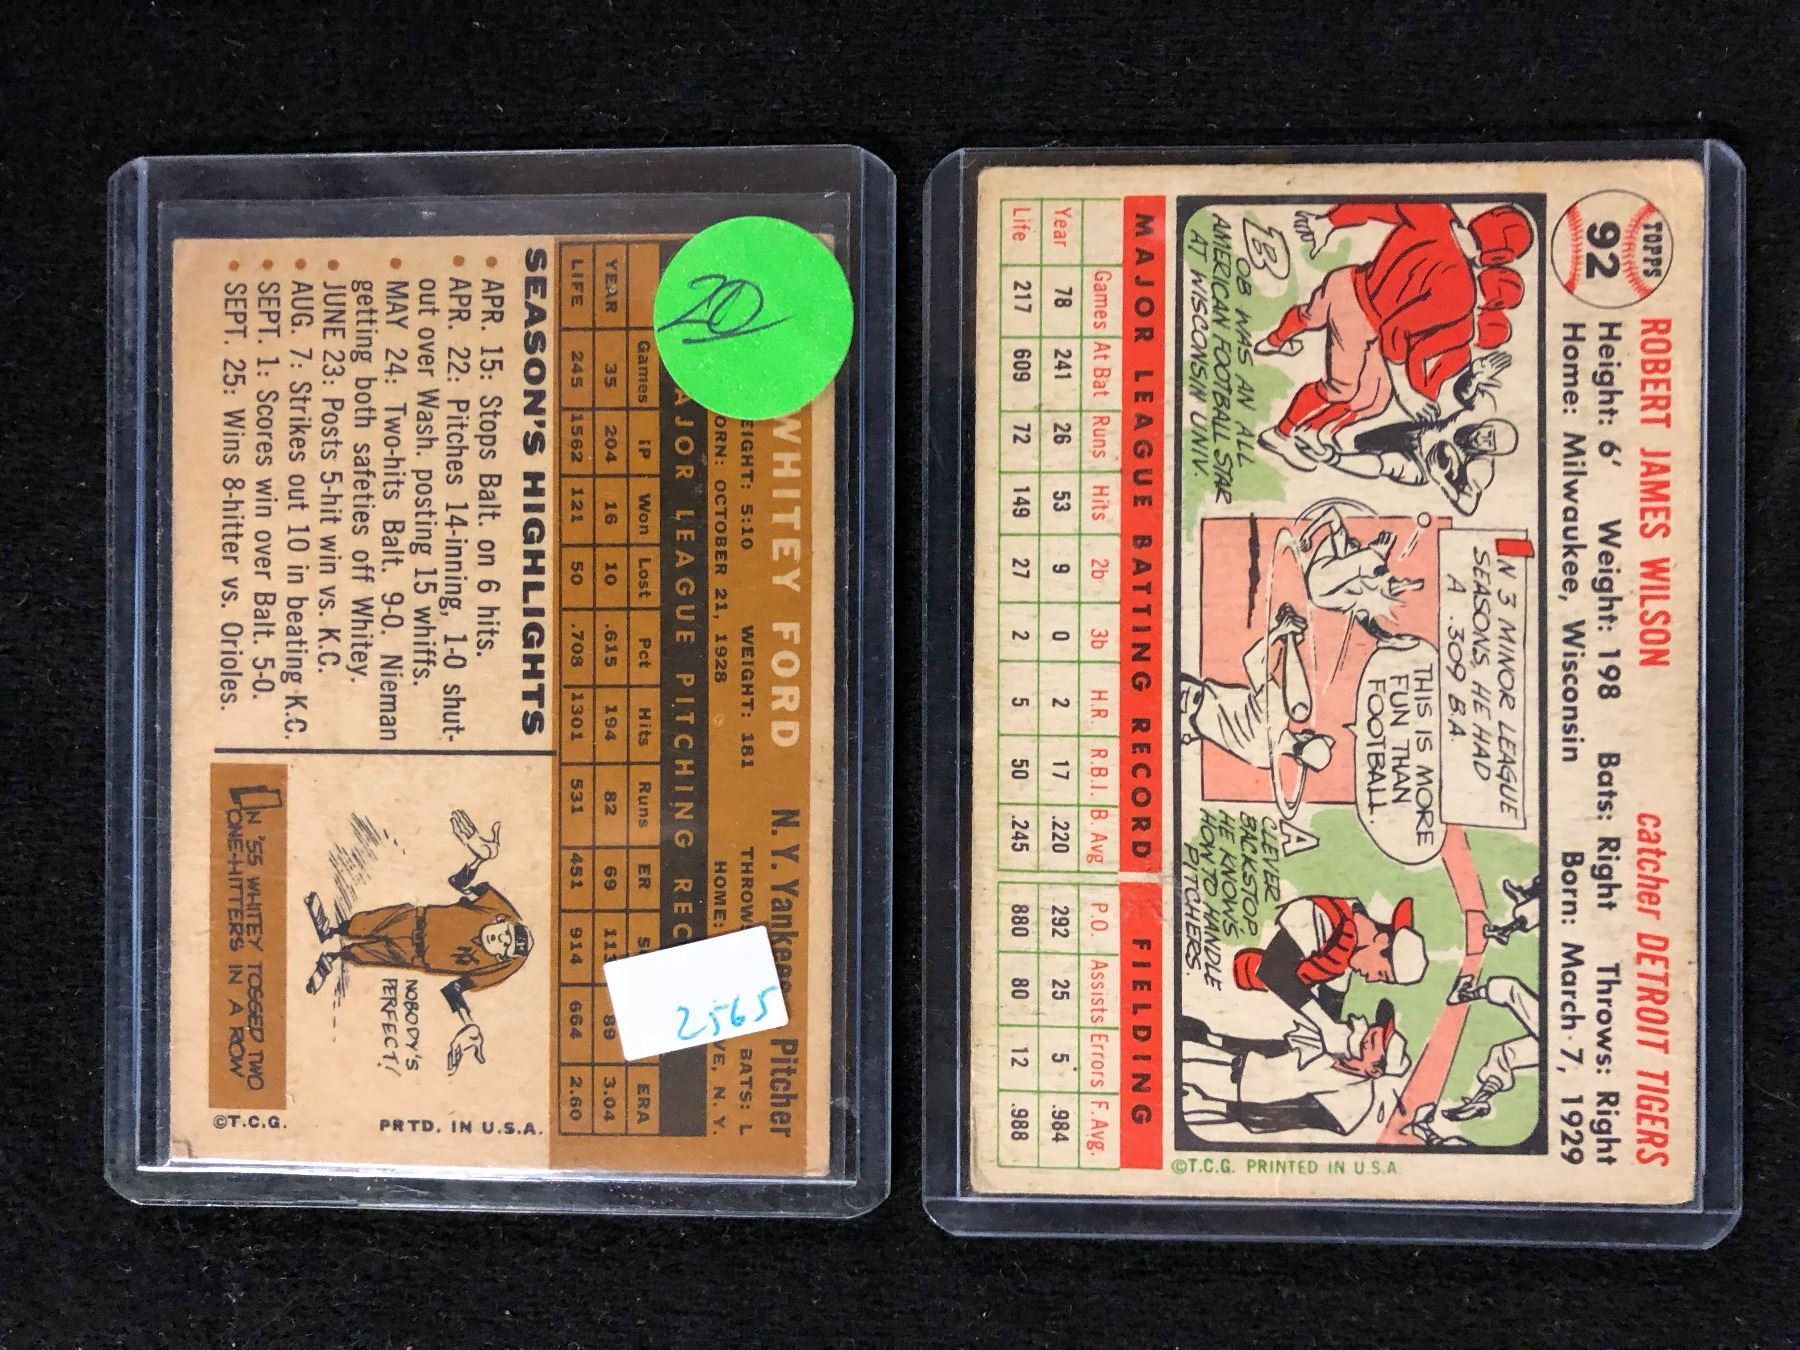 WHITEY FORD N. Y. Yankees Pitcher
EIGHT: 5:10 WEIGHT: 181 THROWS BATS: L
ORN: OCTOBER 21, 1928 HOME: VE, N. Y.
AJOR LEAGUE PITCHING REC
Games IP Won Lost Pct Hits Runs ER S ERA
YEAR 35 204 16 10 .615 194 82 69 113 89 3.04
LIFE 245 1562 121 50 .708 1301 531 451 914 664 2.60
2565
SEASON'S HIGHLIGHTS
• APR. 15: Stops Balt. on 6 hits.
• APR. 22: Pitches 14-inning, 1-0 shut-
out over Wash. posting 15 whiffs.
• MAY 24: Two-hits Balt. 9-0. Nieman
getting both safeties off Whitey.
• JUNE 23: Posts 5-hit win vs. K.C.
• AUG. 7: Strikes out 10 in beating K.C.
• SEPT. 1: Scores win over Balt. 5-0.
• SEPT. 25: Wins 8-hitter vs. Orioles.
NOBODY'S
PERFECT!
IN '55 WHITEY TOSSED TWO
ONE-HITTERS IN A ROW
©T.C.G. PRTD. IN U.S.A.
TOPPS
92
ROBERT JAMES WILSON catcher DETROIT TIGERS
Height: 6' Weight: 198 Bats: Right Throws: Right
Home: Milwaukee, Wisconsin Born: March 7, 1929
BOB WAS AN ALL
AMERICAN FOOTBALL STAR
AT WISCONSIN UNIV.
IN 3 MINOR LEAGUE
SEASONS, HE HAD
A .309 B.A.
THIS IS MORE
FUN THAN
FOOTBALL.
A
CLEVER
BACKSTOP,
HE KNOWS
HOW TO HANDLE
PITCHERS.
©T.C.G. PRINTED IN U.S.A.
MAJOR LEAGUE BATTING RECORD FIELDING
Games At Bat Runs Hits 2b 3b H.R. R.B.I. B Avg P.O. Assists Errors F. Avg.
Year 78 241 26 53 9 0 2 17 .220 292 25 5 .984
Life 217 609 72 149 27 2 5 50 .245 880 80 12 .988